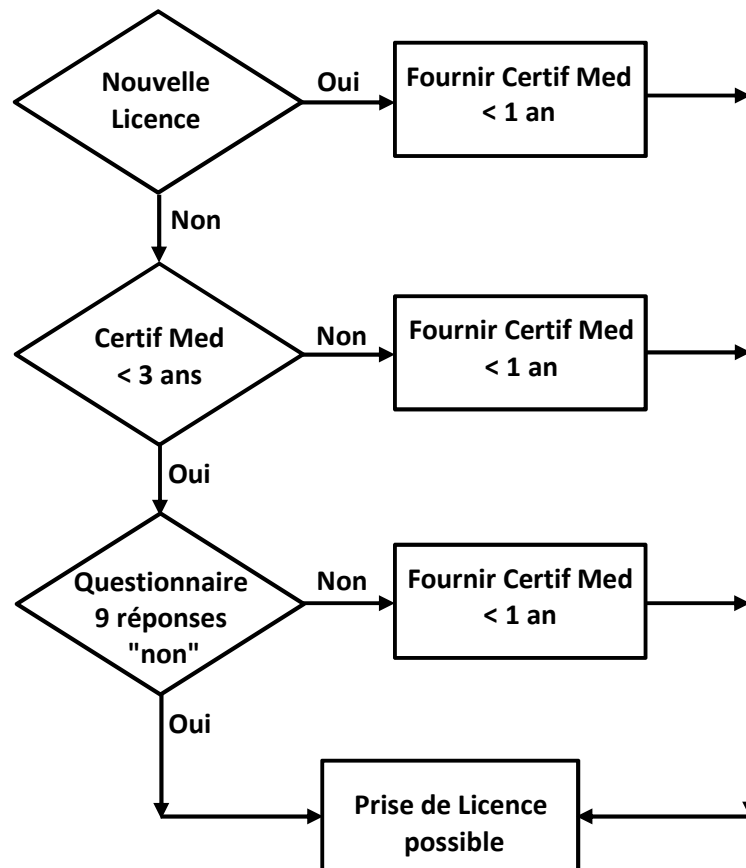 Nouvelle
Licence
Oui
Fournir Certif Med
< 1 an
Non
Certif Med
< 3 ans
Non
Fournir Certif Med
< 1 an
Oui
Questionnaire
9 réponses
"non"
Non
Fournir Certif Med
< 1 an
Oui
Prise de Licence
possible